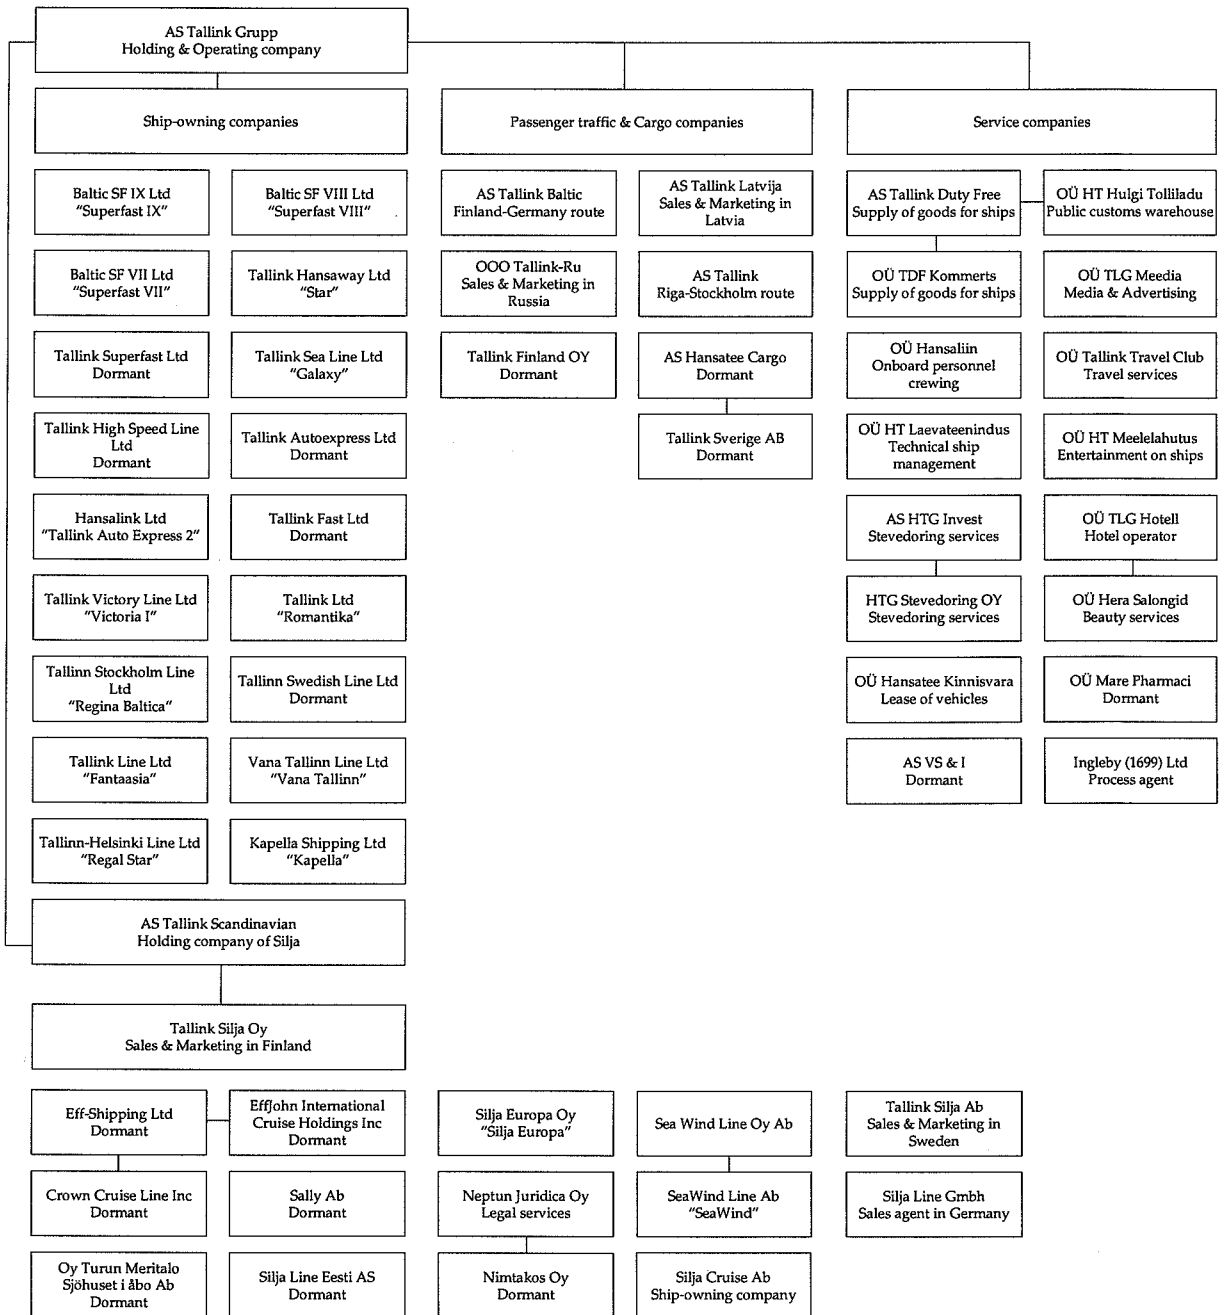 AS Tallink Grupp
Holding & Operating company
Ship-owning companies
Passenger traffic & Cargo companies
Service companies
Baltic SF IX Ltd
"Superfast IX"
Baltic SF VIII Ltd
"Superfast VIII"
AS Tallink Baltic
Finland-Germany route
AS Tallink Latvija
Sales & Marketing in
Latvia
AS Tallink Duty Free
Supply of goods for ships
OÜ HT Hulgi Tolliladu
Public customs warehouse
Baltic SF VII Ltd
"Superfast VII"
Tallink Hansaway Ltd
"Star"
OOO Tallink-Ru
Sales & Marketing in
Russia
AS Tallink
Riga-Stockholm route
OÜ TDF Kommerts
Supply of goods for ships
OÜ TLG Meedia
Media & Advertising
Tallink Superfast Ltd
Dormant
Tallink Sea Line Ltd
"Galaxy"
Tallink Finland OY
Dormant
AS Hansatee Cargo
Dormant
OÜ Hansaliin
Onboard personnel
crewing
OÜ Tallink Travel Club
Travel services
Tallink High Speed Line
Ltd
Dormant
Tallink Autoexpress Ltd
Dormant
Tallink Sverige AB
Dormant
OÜ HT Laevateenindus
Technical ship
management
OÜ HT Meelelahutus
Entertainment on ships
Hansalink Ltd
"Tallink Auto Express 2"
Tallink Fast Ltd
Dormant
AS HTG Invest
Stevedoring services
OÜ TLG Hotell
Hotel operator
Tallink Victory Line Ltd
"Victoria I"
Tallink Ltd
"Romantika"
HTG Stevedoring OY
Stevedoring services
OÜ Hera Salongid
Beauty services
Tallinn Stockholm Line
Ltd
"Regina Baltica"
Tallinn Swedish Line Ltd
Dormant
OÜ Hansatee Kinnisvara
Lease of vehicles
OÜ Mare Pharmaci
Dormant
Tallink Line Ltd
"Fantaasia"
Vana Tallinn Line Ltd
"Vana Tallinn"
AS VS & I
Dormant
Ingleby (1699) Ltd
Process agent
Tallinn-Helsinki Line Ltd
"Regal Star"
Kapella Shipping Ltd
"Kapella"
AS Tallink Scandinavian
Holding company of Silja
Tallink Silja Oy
Sales & Marketing in Finland
Eff-Shipping Ltd
Dormant
EffJohn International
Cruise Holdings Inc
Dormant
Silja Europa Oy
"Silja Europa"
Sea Wind Line Oy Ab
Tallink Silja Ab
Sales & Marketing in
Sweden
Crown Cruise Line Inc
Dormant
Sally Ab
Dormant
Neptun Juridica Oy
Legal services
SeaWind Line Ab
"SeaWind"
Silja Line Gmbh
Sales agent in Germany
Oy Turun Meritalo
Sjöhuset i åbo Ab
Dormant
Silja Line Eesti AS
Dormant
Nimtakos Oy
Dormant
Silja Cruise Ab
Ship-owning company